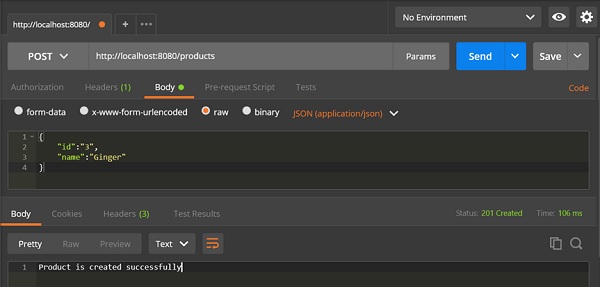 http://localhost:8080/
No Environment
POST http://localhost:8080/products Params Send Save
Authorization Headers (1) Body Pre-request Script Tests Code
form-data x-www-form-urlencoded raw binary JSON (application/json)
1 {
2 "id":"3",
3 "name":"Ginger"
4 }
Body Cookies Headers (3) Test Results Status: 201 Created Time: 106 ms
Pretty Raw Preview Text
1 Product is created successfully